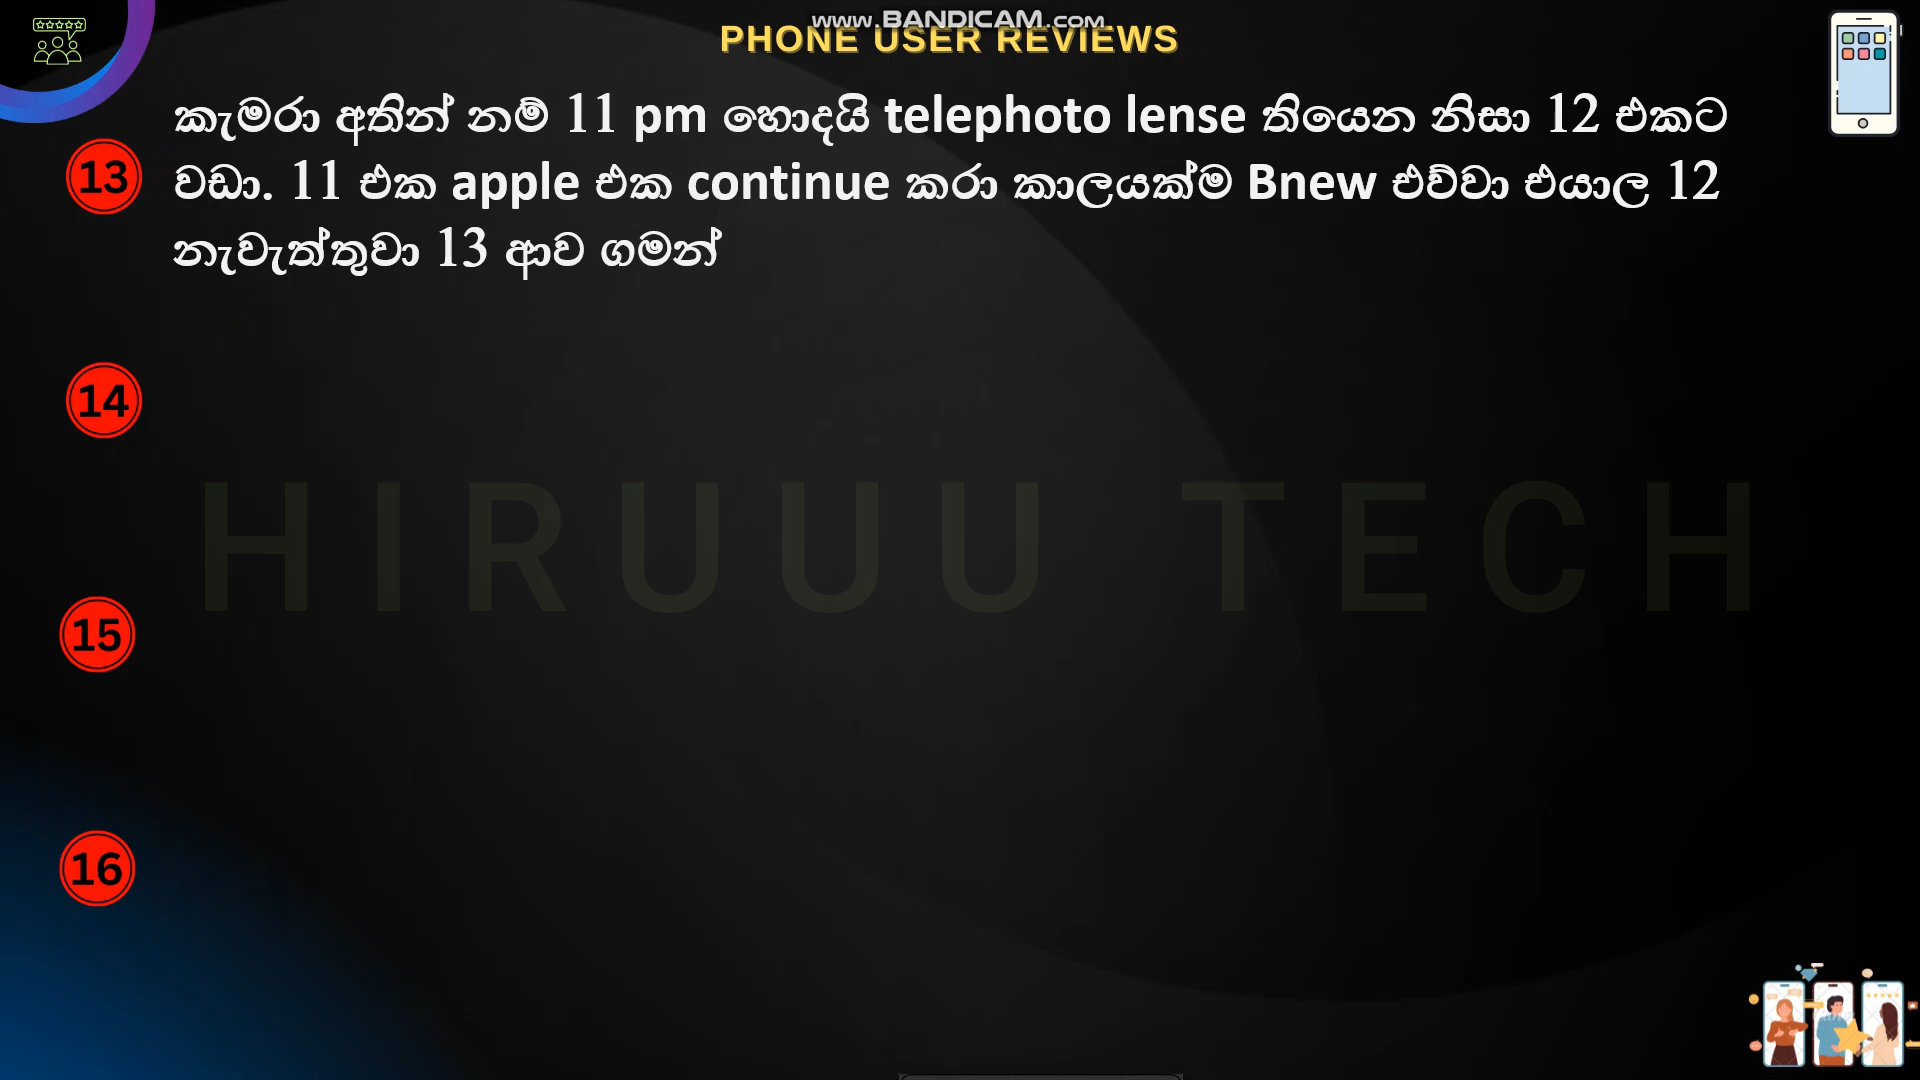 www.BANDICAM.com
PHONE USER REVIEWS
කැමරා අතින් නම් 11 pm හොදයි telephoto lense තියෙන නිසා 12 එකට
13
වඩා. 11 එක apple එක continue කරා කාලයක්ම Bnew එව්වා එයාල 12
නැවැත්තුවා 13 ආව ගමන්
14
HIRUUU TECH
15
16